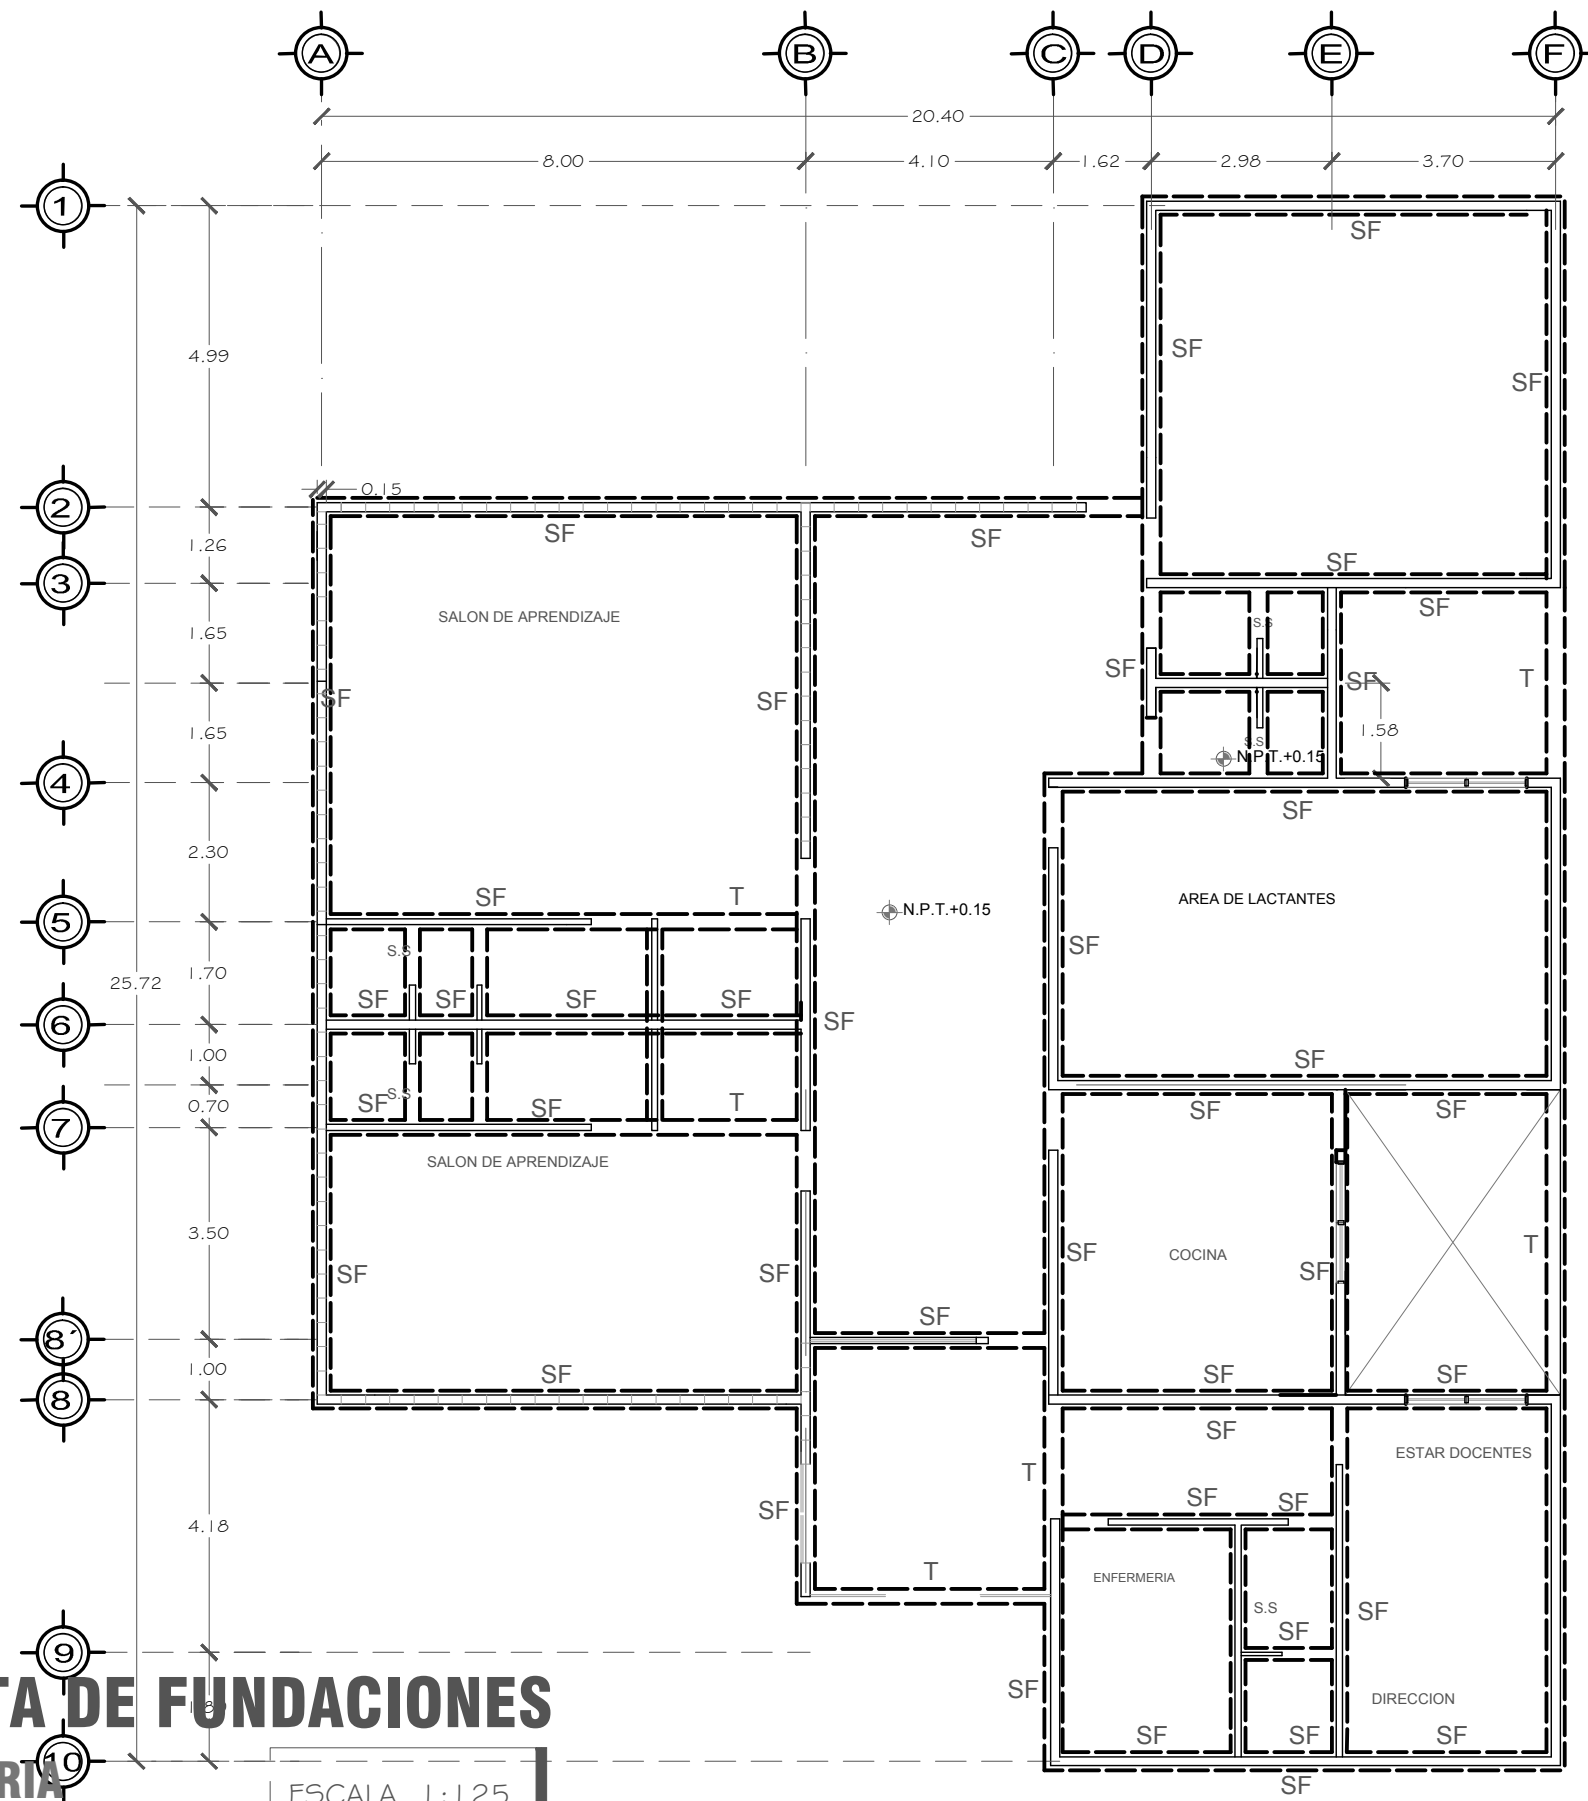 A B C D E F
20.40
8.00 4.10 1.62 2.98 3.70
1
SF
4.99
SF
SF
0.15
2
SF
SF
1.26
SF
3
SALON DE APRENDIZAJE
S.S
SF
1.65
SF
SF
T
SF
SF
1.65
1.58
S.S
N.P.T.+0.15
4
SF
2.30
SF
T
AREA DE LACTANTES
N.P.T.+0.15
5
SF
S.S
1.70
25.72
SF SF SF SF
6
SF
1.00
SF
S.S
0.70
SF
SF
T
SF
SF
7
SALON DE APRENDIZAJE
3.50
SF
SF
SF
COCINA
SF
T
SF
8´
1.00
SF
SF
SF
8
SF
ESTAR DOCENTES
T
SF
SF
SF
4.18
T
ENFERMERIA
S.S
SF
SF
9
SF
DIRECCION
TA DE FUNDACIONES
SF
SF
SF
10
RIA
SF
ESCALA 1:125